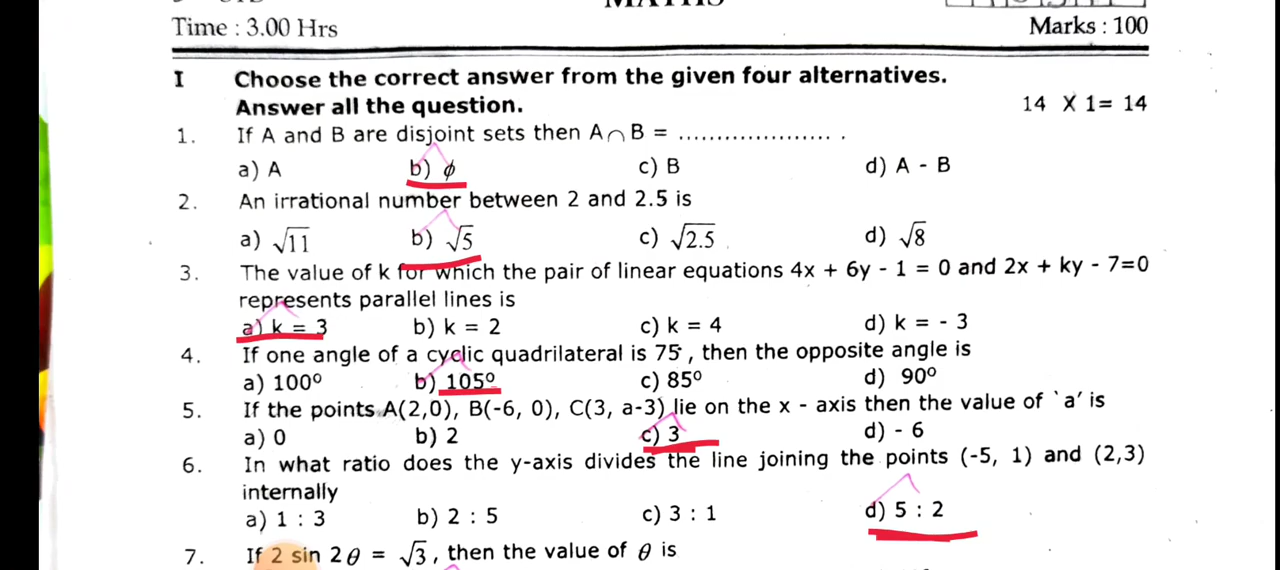 Time : 3.00 Hrs
Marks : 100
I Choose the correct answer from the given four alternatives.
Answer all the question. 14 X 1= 14
1. If A and B are disjoint sets then A∩B = ..................... .
a) A b) ϕ c) B d) A - B
2. An irrational number between 2 and 2.5 is
a) √11 b) √5 c) √2.5 d) √8
3. The value of k for which the pair of linear equations 4x + 6y - 1 = 0 and 2x + ky - 7=0
represents parallel lines is
a) k = 3 b) k = 2 c) k = 4 d) k = - 3
4. If one angle of a cyclic quadrilateral is 75°, then the opposite angle is
a) 100° b) 105° c) 85° d) 90°
5. If the points A(2,0), B(-6, 0), C(3, a-3) lie on the x - axis then the value of `a' is
a) 0 b) 2 c) 3 d) - 6
6. In what ratio does the y-axis divides the line joining the points (-5, 1) and (2,3)
internally
a) 1 : 3 b) 2 : 5 c) 3 : 1 d) 5 : 2
7. If 2 sin 2θ = √3, then the value of θ is